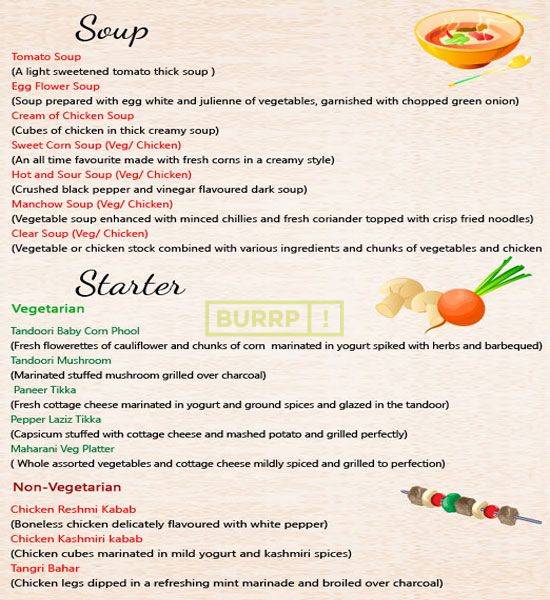 Soup
Tomato Soup
(A light sweetened tomato thick soup )
Egg Flower Soup
(Soup prepared with egg white and julienne of vegetables, garnished with chopped green onion)
Cream of Chicken Soup
(Cubes of chicken in thick creamy soup)
Sweet Corn Soup (Veg/ Chicken)
(An all time favourite made with fresh corns in a creamy style)
Hot and Sour Soup (Veg/ Chicken)
(Crushed black pepper and vinegar flavoured dark soup)
Manchow Soup (Veg/ Chicken)
(Vegetable soup enhanced with minced chillies and fresh coriander topped with crisp fried noodles)
Clear Soup (Veg/ Chicken)
(Vegetable or chicken stock combined with various ingredients and chunks of vegetables and chicken
Starter
BURRP!
Vegetarian
Tandoori Baby Corn Phool
(Fresh flowerettes of cauliflower and chunks of corn marinated in yogurt spiked with herbs and barbequed)
Tandoori Mushroom
(Marinated stuffed mushroom grilled over charcoal)
Paneer Tikka
(Fresh cottage cheese marinated in yogurt and ground spices and glazed in the tandoor)
Pepper Laziz Tikka
(Capsicum stuffed with cottage cheese and mashed potato and grilled perfectly)
Maharani Veg Platter
( Whole assorted vegetables and cottage cheese mildly spiced and grilled to perfection)
Non-Vegetarian
Chicken Reshmi Kabab
(Boneless chicken delicately flavoured with white pepper)
Chicken Kashmiri kabab
(Chicken cubes marinated in mild yogurt and kashmiri spices)
Tangri Bahar
(Chicken legs dipped in a refreshing mint marinade and broiled over charcoal)